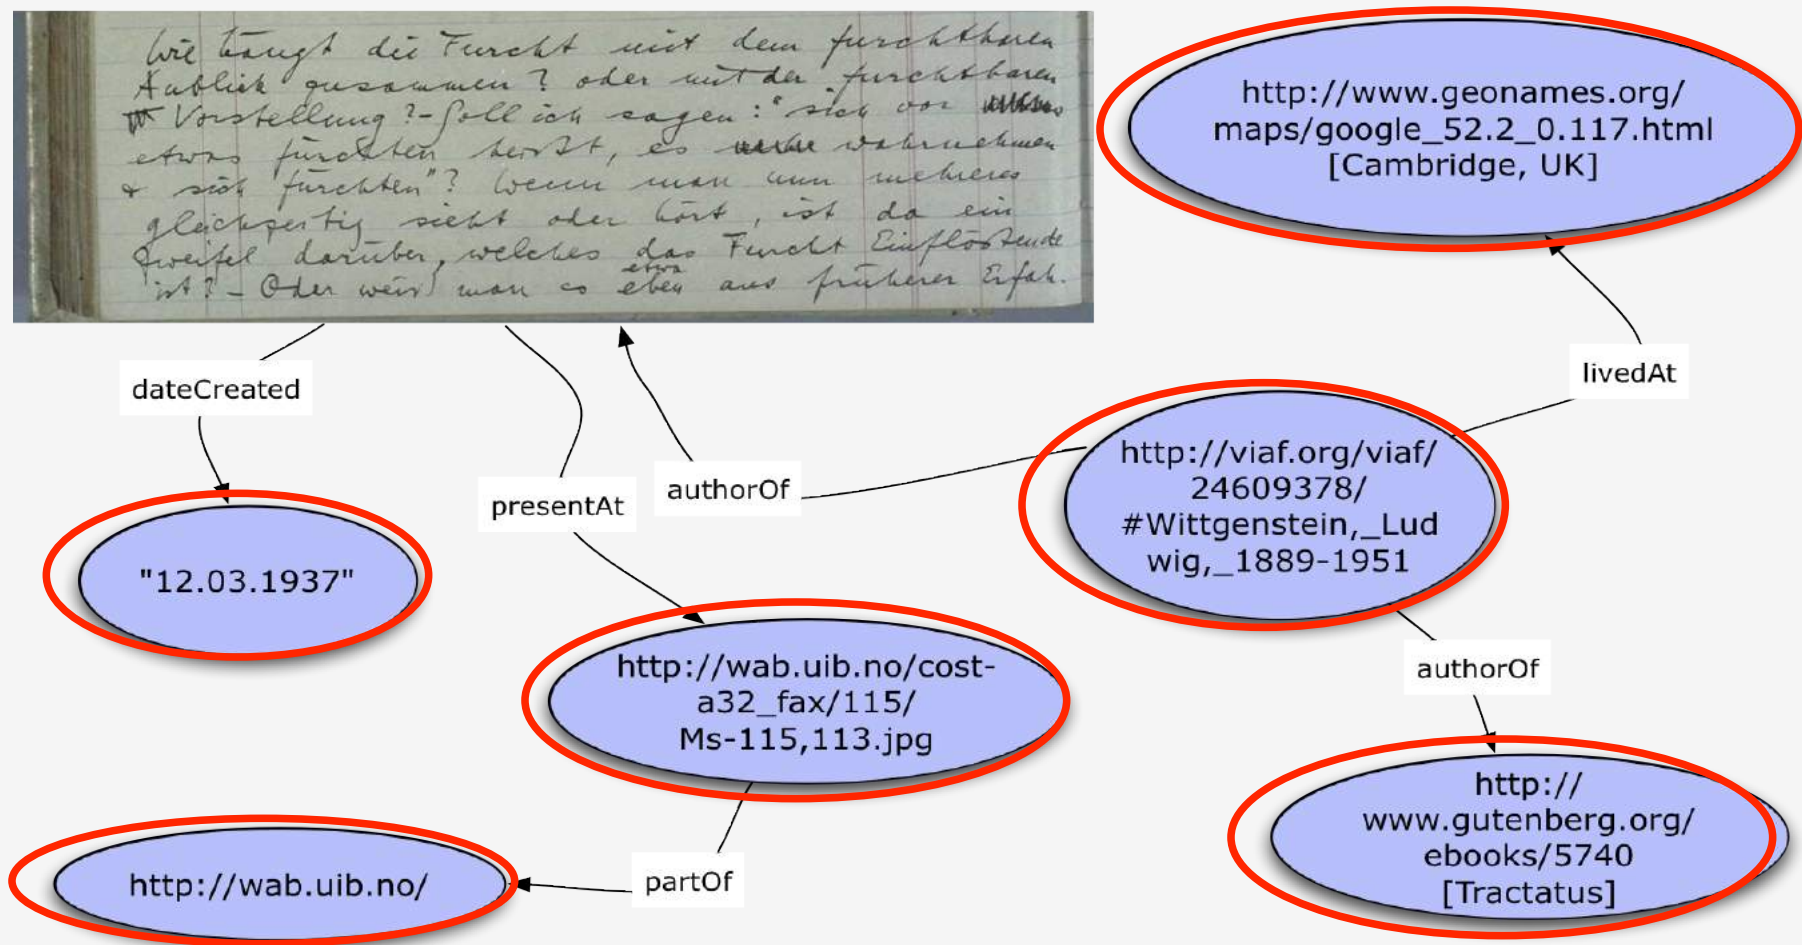 Wie hängt die Furcht mit dem furchtbaren
Anblick zusammen? oder mit der furchtbaren
Vorstellung? – Soll ich sagen: "sich vor
etwas fürchten heißt, es wahrnehmen
& sich fürchten"? Wenn man nun mehreres
gleichzeitig sieht oder hört, ist da ein
Zweifel darüber, welches das Furcht Einflößende
ist? – Oder weiß man es eben etwa aus früherer Erfah.
http://www.geonames.org/
maps/google_52.2_0.117.html
[Cambridge, UK]
livedAt
dateCreated
presentAt
authorOf
http://viaf.org/viaf/
24609378/
#Wittgenstein,_Lud
wig,_1889-1951
"12.03.1937"
http://wab.uib.no/cost-
a32_fax/115/
Ms-115,113.jpg
authorOf
http://
www.gutenberg.org/
ebooks/5740
[Tractatus]
http://wab.uib.no/
partOf